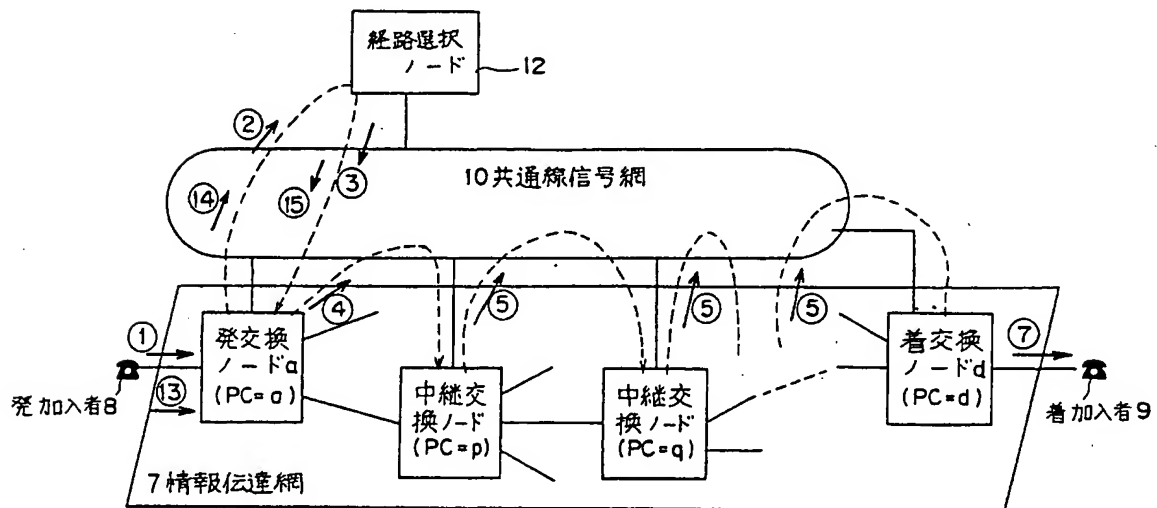 経路選択
ノード
12
②
③
10共通線信号網
⑭
⑮
④
⑤
⑤
⑤
①
発交換
ノードa
(PC=a)
着交換
ノードd
(PC=d)
⑦
発加入者8
⑬
中継交
換ノード
(PC=p)
中継交
換ノード
(PC=q)
着加入者9
7情報伝達網